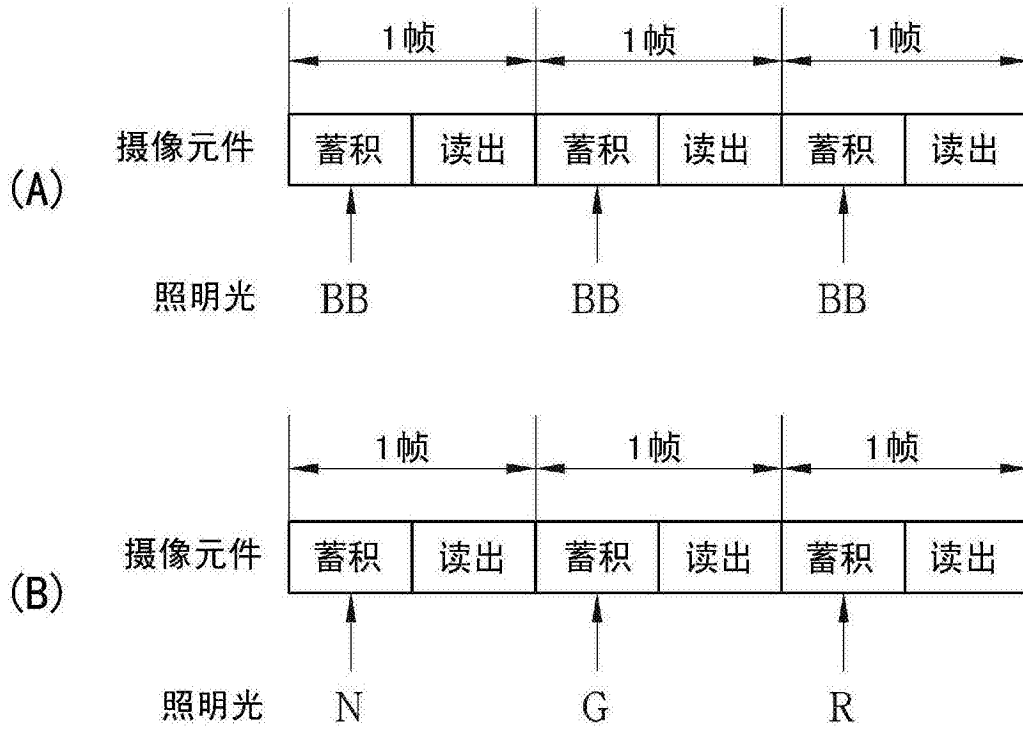 1帧 1帧 1帧
摄像元件 蓄积 读出 蓄积 读出 蓄积 读出
(A)
照明光 BB BB BB
1帧 1帧 1帧
摄像元件 蓄积 读出 蓄积 读出 蓄积 读出
(B)
照明光 N G R